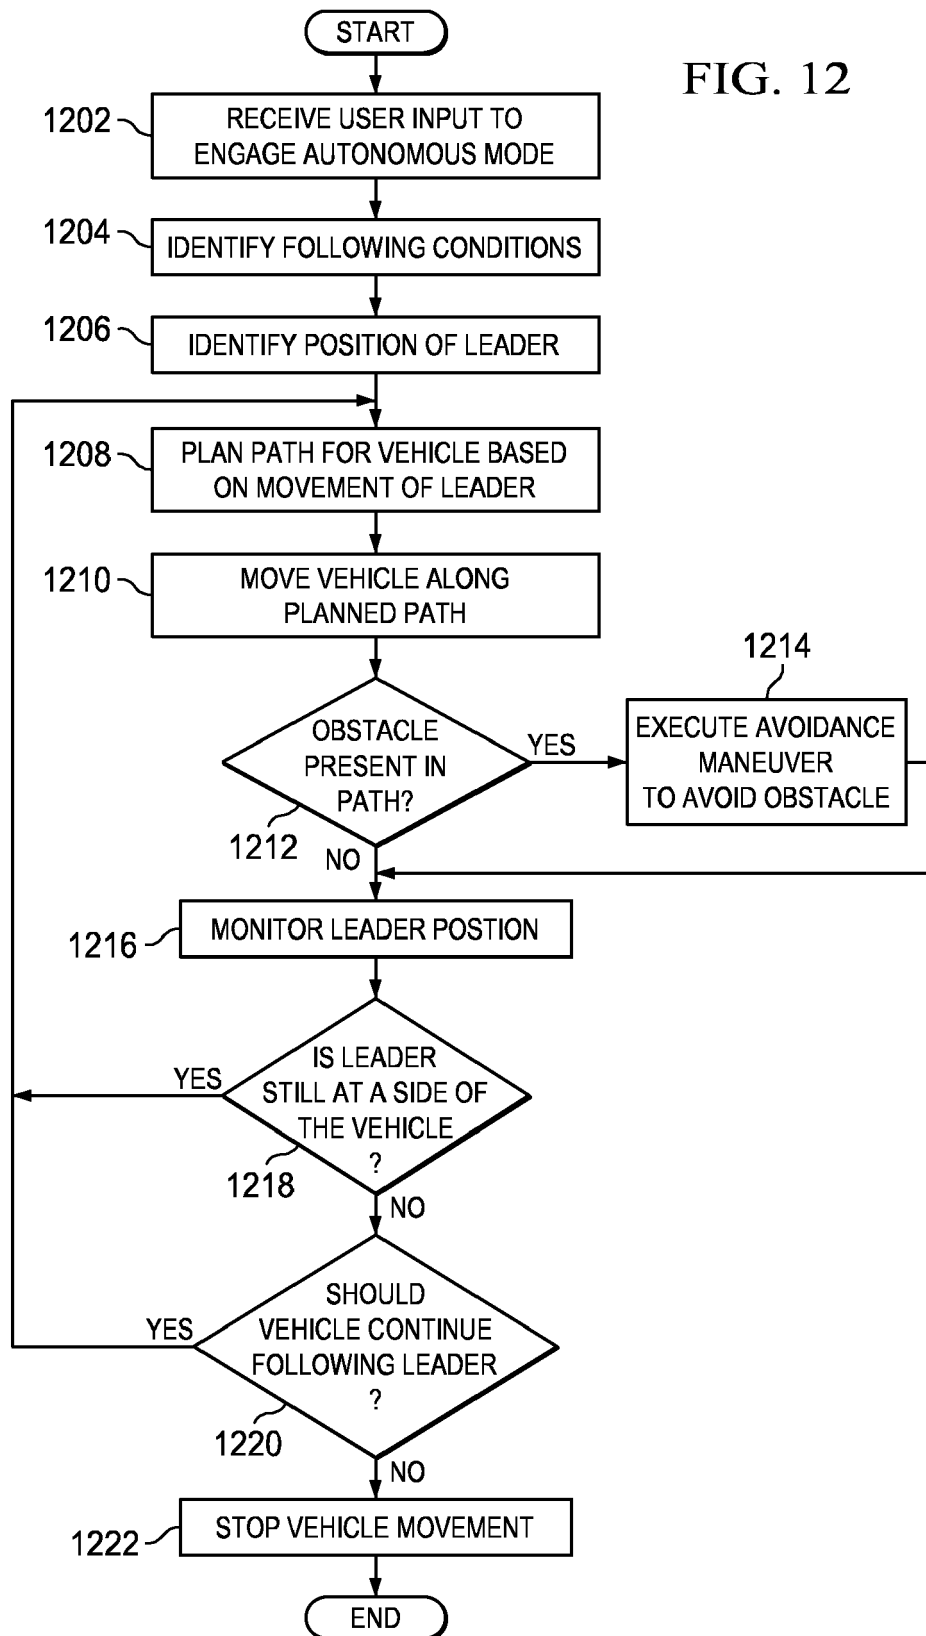 START
FIG. 12
1202
RECEIVE USER INPUT TO
ENGAGE AUTONOMOUS MODE
1204
IDENTIFY FOLLOWING CONDITIONS
1206
IDENTIFY POSITION OF LEADER
1208
PLAN PATH FOR VEHICLE BASED
ON MOVEMENT OF LEADER
1210
MOVE VEHICLE ALONG
PLANNED PATH
OBSTACLE
PRESENT IN
PATH?
1212
YES
1214
EXECUTE AVOIDANCE
MANEUVER
TO AVOID OBSTACLE
NO
1216
MONITOR LEADER POSTION
IS LEADER
STILL AT A SIDE OF
THE VEHICLE
?
YES
1218
NO
SHOULD
VEHICLE CONTINUE
FOLLOWING LEADER
?
YES
1220
NO
1222
STOP VEHICLE MOVEMENT
END